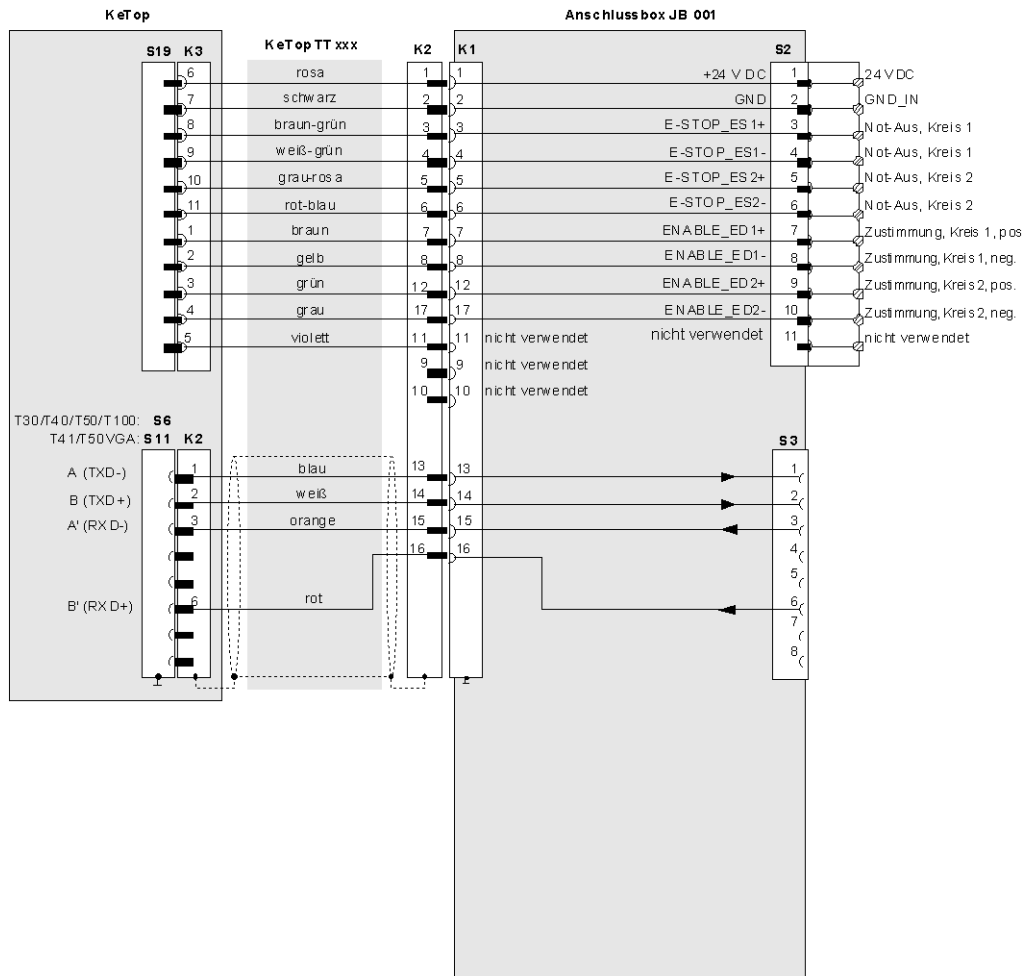 KeTop Anschlussbox JB 001
S19 K3 KeTop TT xxx K2 K1 S2
6 rosa 1 1 +24 V DC 1 24 VDC
7 schwarz 2 2 GND 2 GND_IN
8 braun-grün 3 3 E-STOP_ES1+ 3 Not-Aus, Kreis 1
9 weiß-grün 4 4 E-STOP_ES1- 4 Not-Aus, Kreis 1
10 grau-rosa 5 5 E-STOP_ES2+ 5 Not-Aus, Kreis 2
11 rot-blau 6 6 E-STOP_ES2- 6 Not-Aus, Kreis 2
1 braun 7 7 ENABLE_ED1+ 7 Zustimmung, Kreis 1, pos
2 gelb 8 8 ENABLE_ED1- 8 Zustimmung, Kreis 1, neg.
3 grün 12 12 ENABLE_ED2+ 9 Zustimmung, Kreis 2, pos.
4 grau 17 17 ENABLE_ED2- 10 Zustimmung, Kreis 2, neg.
5 violett 11 11 nicht verwendet nicht verwendet 11 nicht verwendet
9 9 nicht verwendet
10 10 nicht verwendet
T30/T40/T50/T100: S6
T41/T50VGA: S11 K2 S3
A (TXD-) 1 blau 13 13 1
B (TXD+) 2 weiß 14 14 2
A' (RXD-) 3 orange 15 15 3
16 16 4
5
B' (RXD+) 6 rot 6
7
8